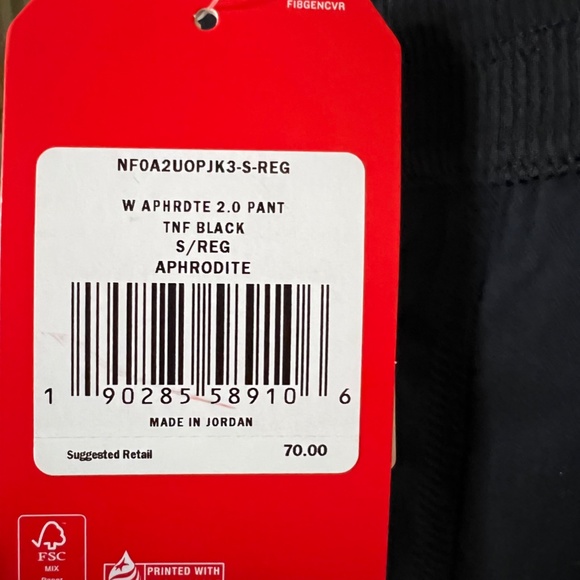 FI8GENCVR
NF0A2UOPJK3-S-REG
W APHRDTE 2.0 PANT
TNF BLACK
S/REG
APHRODITE
1 90285 58910 6
MADE IN JORDAN
Suggested Retail 70.00
FSC
MIX
PRINTED WITH